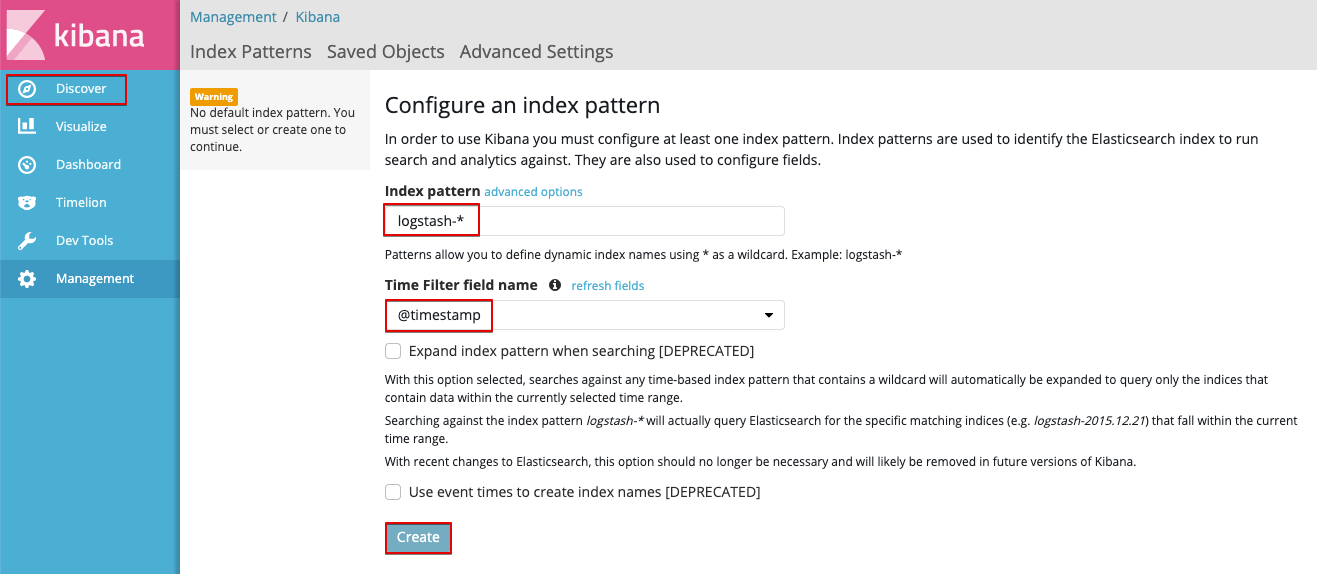 kibana
Discover
Visualize
Dashboard
Timelion
Dev Tools
Management
Management / Kibana
Index Patterns Saved Objects Advanced Settings
Warning
No default index pattern. You
must select or create one to
continue.
Configure an index pattern
In order to use Kibana you must configure at least one index pattern. Index patterns are used to identify the Elasticsearch index to run
search and analytics against. They are also used to configure fields.
Index pattern advanced options
logstash-*
Patterns allow you to define dynamic index names using * as a wildcard. Example: logstash-*
Time Filter field name refresh fields
@timestamp
Expand index pattern when searching [DEPRECATED]
With this option selected, searches against any time-based index pattern that contains a wildcard will automatically be expanded to query only the indices that
contain data within the currently selected time range.
Searching against the index pattern logstash-* will actually query Elasticsearch for the specific matching indices (e.g. logstash-2015.12.21) that fall within the current
time range.
With recent changes to Elasticsearch, this option should no longer be necessary and will likely be removed in future versions of Kibana.
Use event times to create index names [DEPRECATED]
Create